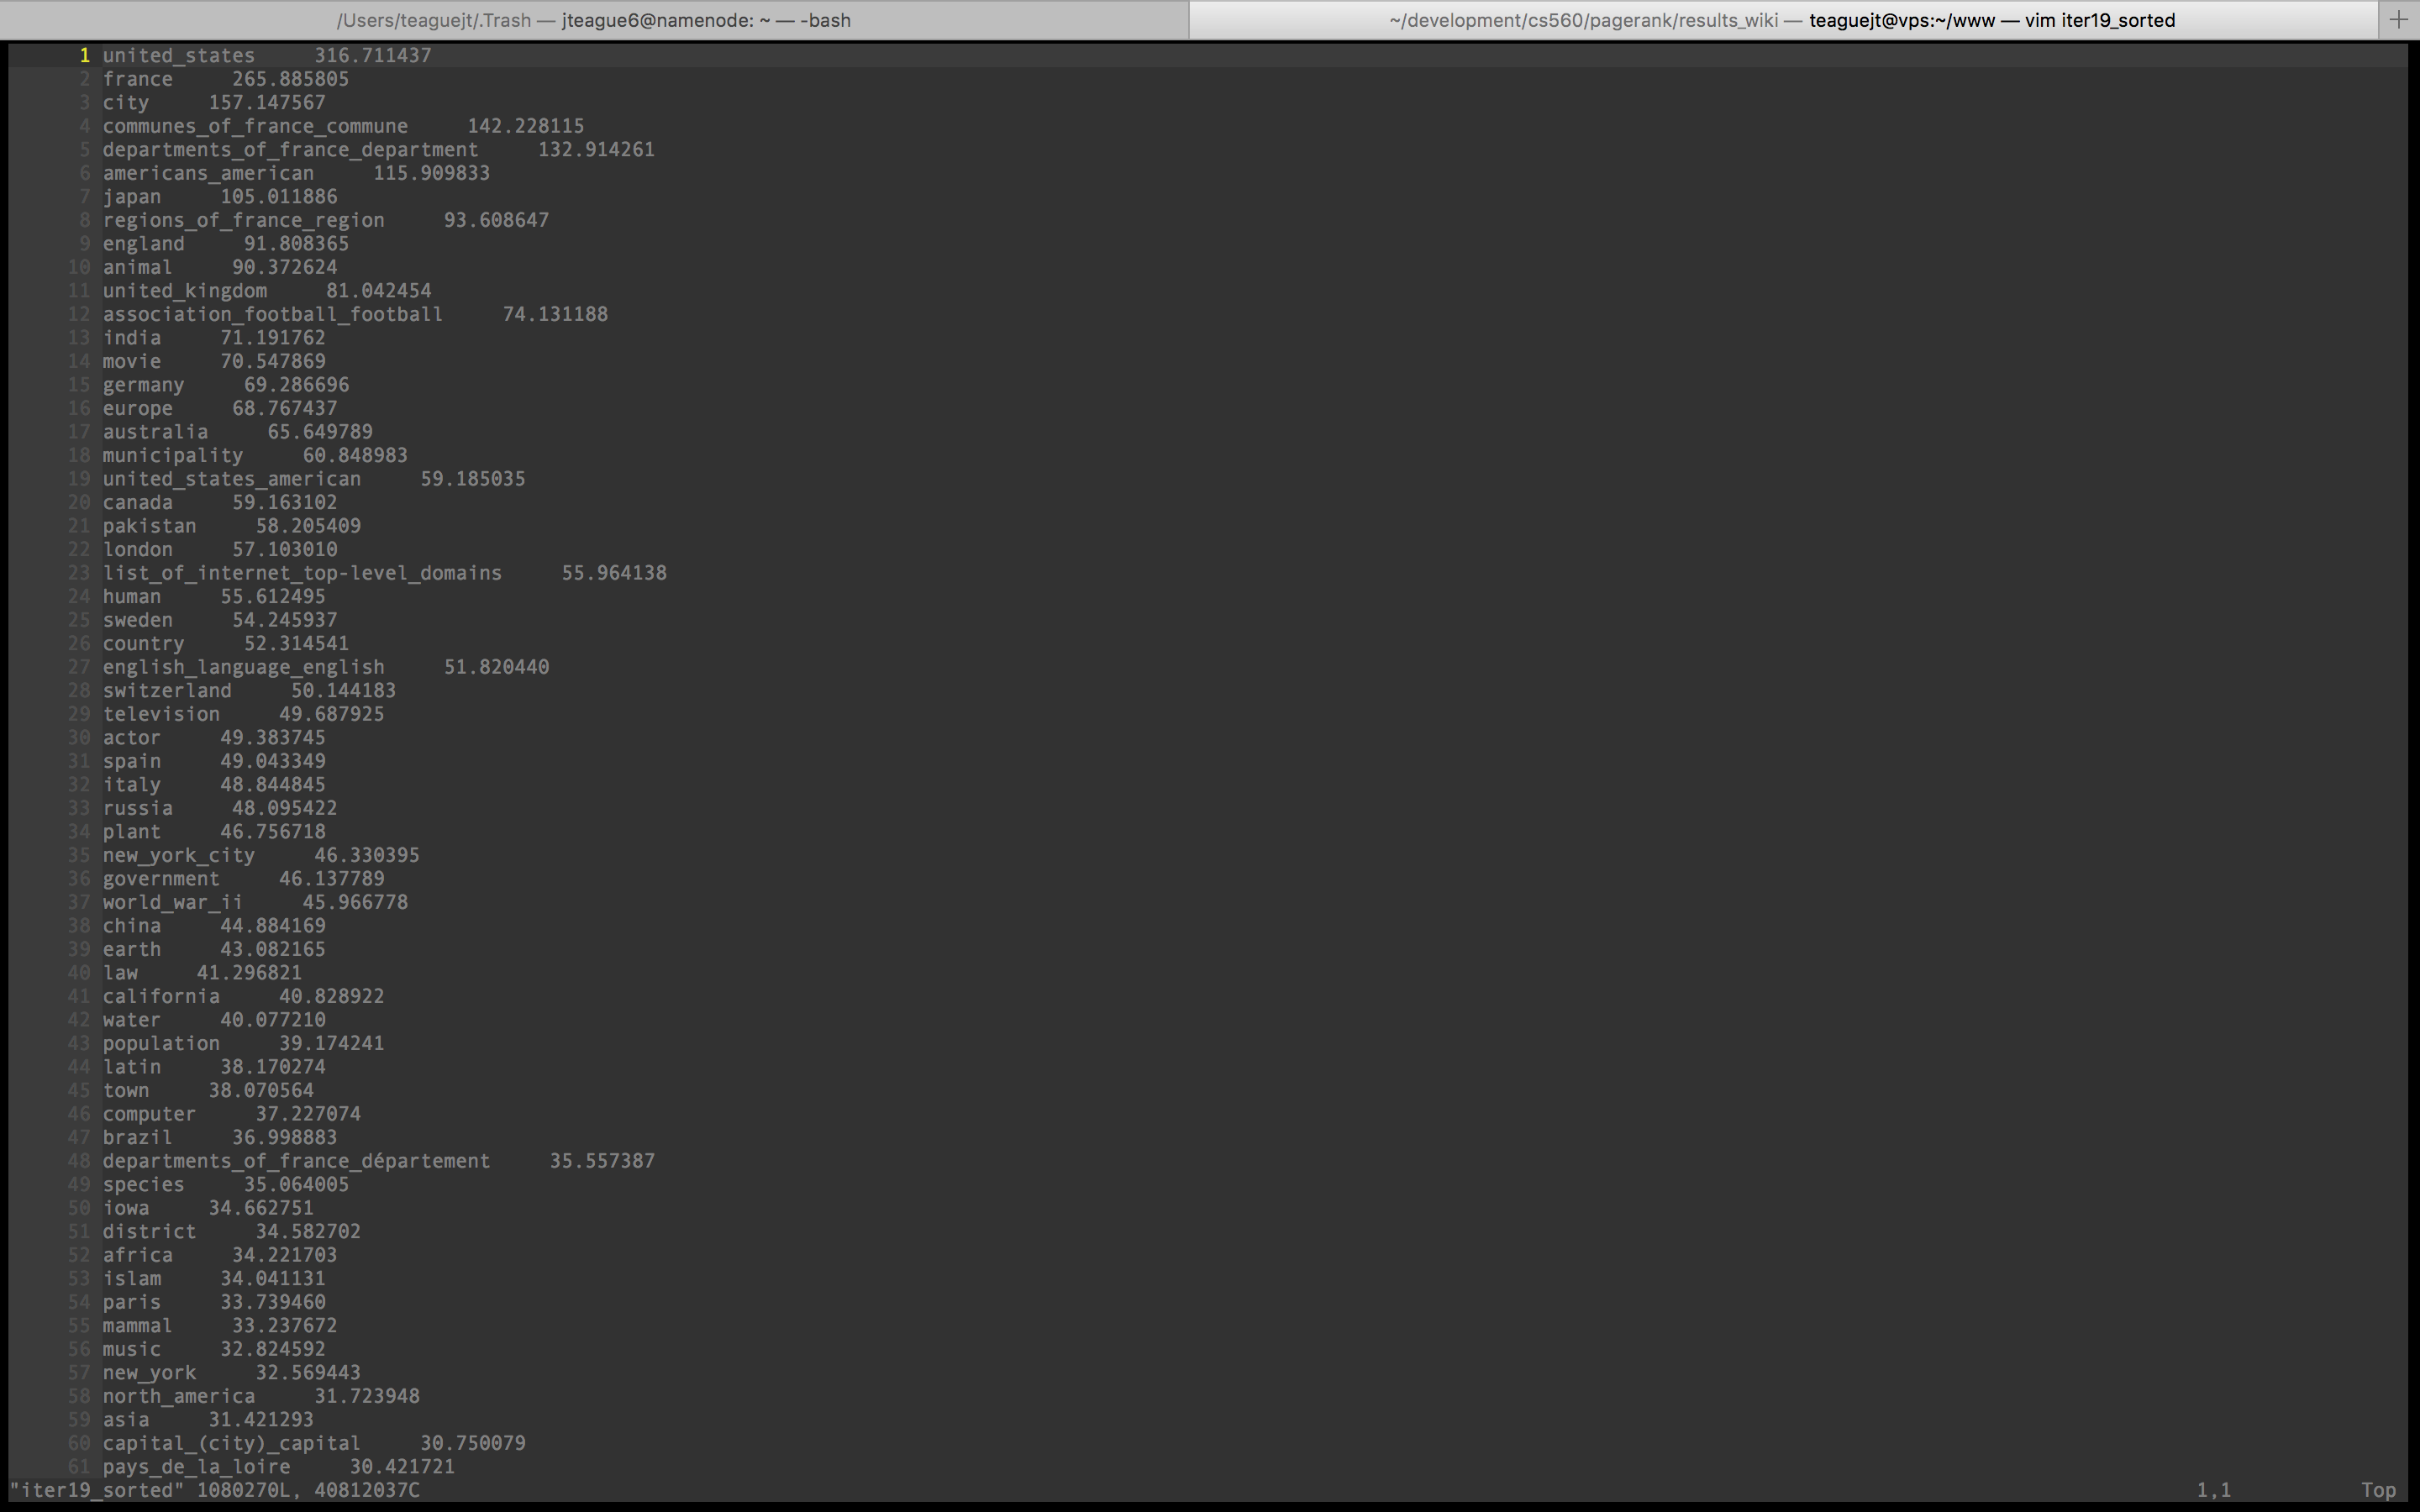 /Users/teaguejt/.Trash — jteague6@namenode: ~ — -bash
~/development/cs560/pagerank/results_wiki — teaguejt@vps:~/www — vim iter19_sorted
1 united_states 316.711437
2 france 265.885805
3 city 157.147567
4 communes_of_france_commune 142.228115
5 departments_of_france_department 132.914261
6 americans_american 115.909833
7 japan 105.011886
8 regions_of_france_region 93.608647
9 england 91.808365
10 animal 90.372624
11 united_kingdom 81.042454
12 association_football_football 74.131188
13 india 71.191762
14 movie 70.547869
15 germany 69.286696
16 europe 68.767437
17 australia 65.649789
18 municipality 60.848983
19 united_states_american 59.185035
20 canada 59.163102
21 pakistan 58.205409
22 london 57.103010
23 list_of_internet_top-level_domains 55.964138
24 human 55.612495
25 sweden 54.245937
26 country 52.314541
27 english_language_english 51.820440
28 switzerland 50.144183
29 television 49.687925
30 actor 49.383745
31 spain 49.043349
32 italy 48.844845
33 russia 48.095422
34 plant 46.756718
35 new_york_city 46.330395
36 government 46.137789
37 world_war_ii 45.966778
38 china 44.884169
39 earth 43.082165
40 law 41.296821
41 california 40.828922
42 water 40.077210
43 population 39.174241
44 latin 38.170274
45 town 38.070564
46 computer 37.227074
47 brazil 36.998883
48 departments_of_france_département 35.557387
49 species 35.064005
50 iowa 34.662751
51 district 34.582702
52 africa 34.221703
53 islam 34.041131
54 paris 33.739460
55 mammal 33.237672
56 music 32.824592
57 new_york 32.569443
58 north_america 31.723948
59 asia 31.421293
60 capital_(city)_capital 30.750079
61 pays_de_la_loire 30.421721
"iter19_sorted" 1080270L, 40812037C 1,1 Top